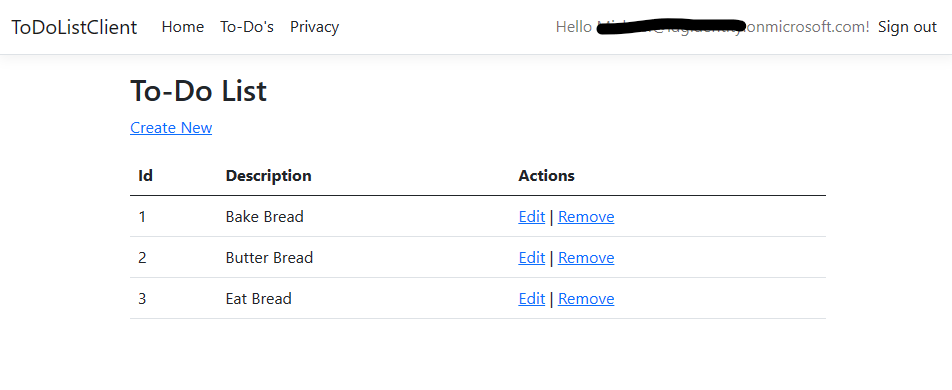 ToDoListClient Home To-Do's Privacy Hello onmicrosoft.com! Sign out
To-Do List
Create New
Id Description Actions
1 Bake Bread Edit | Remove
2 Butter Bread Edit | Remove
3 Eat Bread Edit | Remove